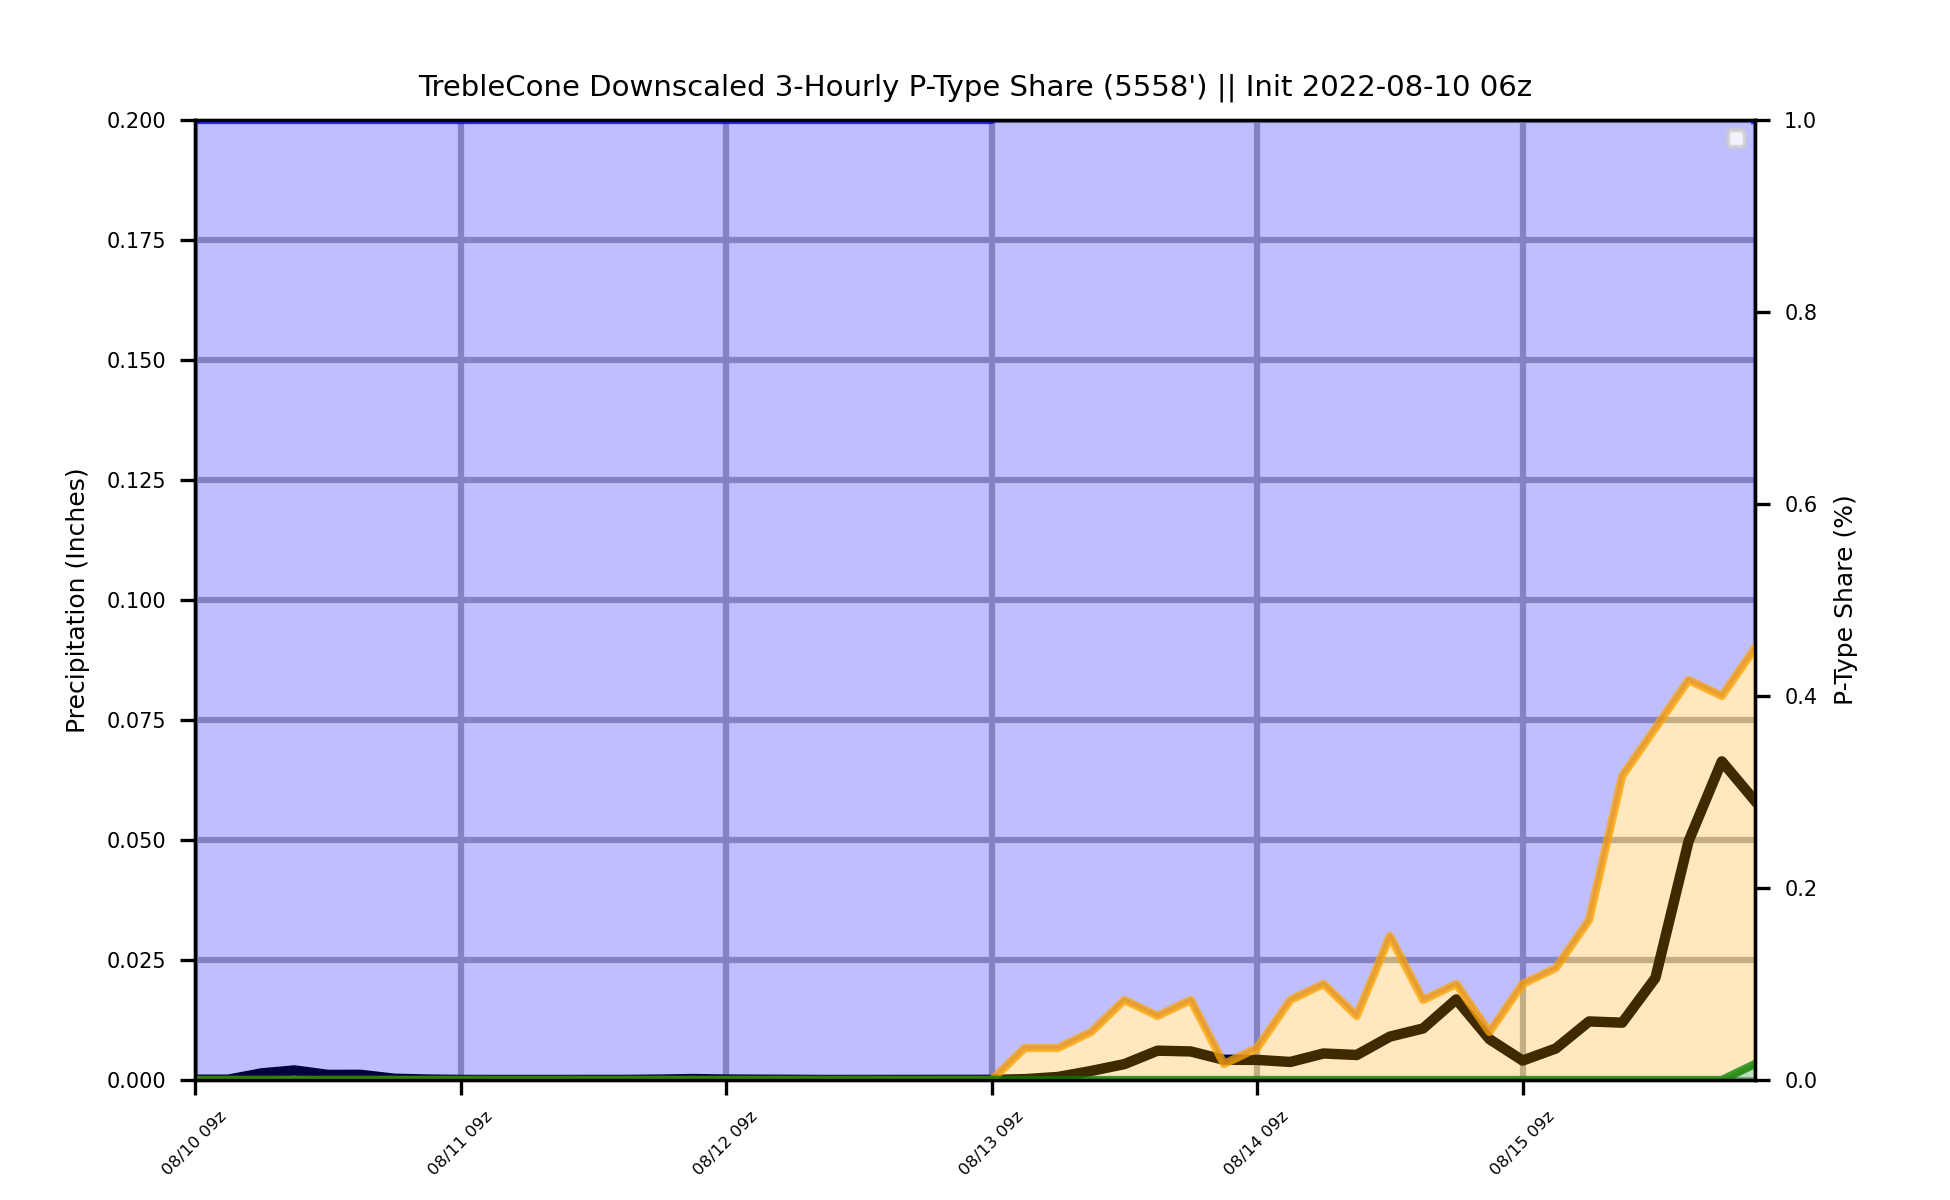 TrebleCone Downscaled 3-Hourly P-Type Share (5558') || Init 2022-08-10 06z
Precipitation (Inches)
0.200
0.175
0.150
0.125
0.100
0.075
0.050
0.025
0.000
1.0
0.8
0.6
0.4
0.2
0.0
P-Type Share (%)
08/10 09z
08/11 09z
08/12 09z
08/13 09z
08/14 09z
08/15 09z